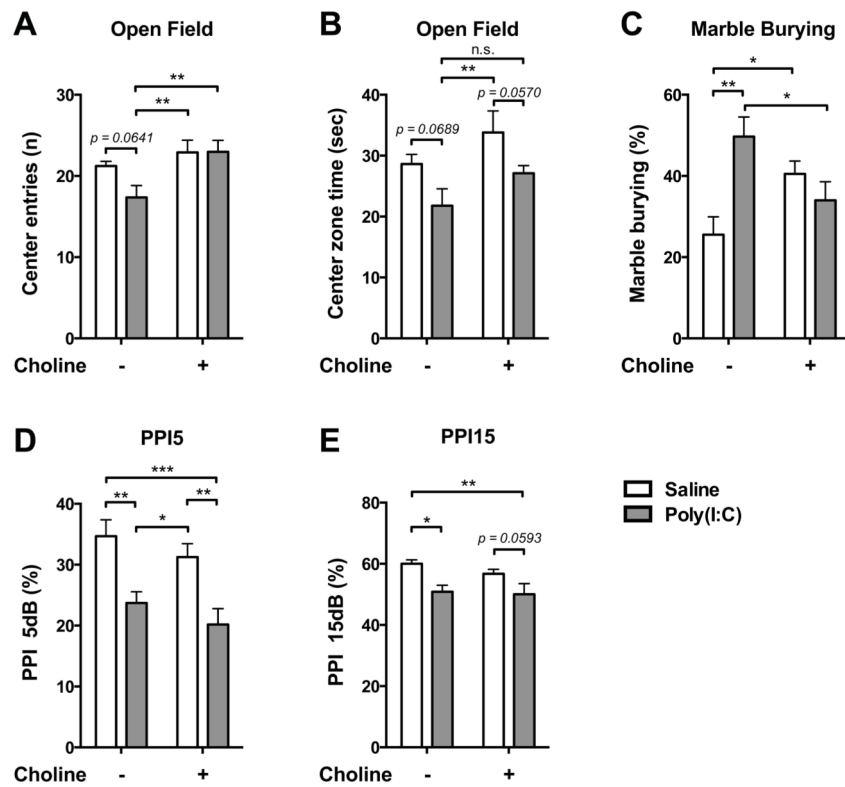 A
Open Field
**
**
p = 0.0641
30
20
10
0
Center entries (n)
Choline
-
+
B
Open Field
n.s.
**
p = 0.0570
p = 0.0689
40
30
20
10
0
Center zone time (sec)
Choline
-
+
C
Marble Burying
*
**
*
60
40
20
0
Marble burying (%)
Choline
-
+
D
PPI5
***
**
**
*
40
30
20
10
0
PPI 5dB (%)
Choline
-
+
E
PPI15
**
*
p = 0.0593
80
60
40
20
0
PPI 15dB (%)
Choline
-
+
Saline
Poly(I:C)